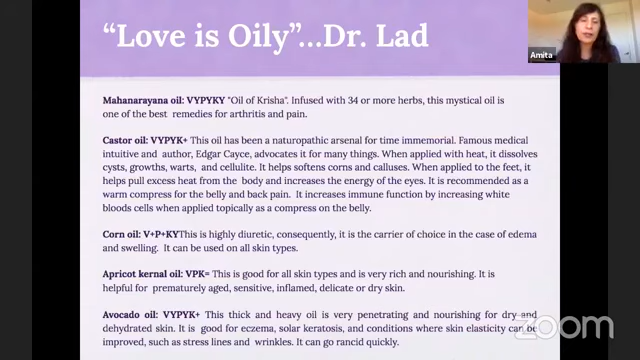 “Love is Oily”...Dr. Lad
Amita
Mahanarayana oil: VYPYKY "Oil of Krisha". Infused with 34 or more herbs, this mystical oil is
one of the best remedies for arthritis and pain.
Castor oil: VYPYK+ This oil has been a naturopathic arsenal for time immemorial. Famous medical
intuitive and author, Edgar Cayce, advocates it for many things. When applied with heat, it dissolves
cysts, growths, warts, and cellulite. It helps softens corns and calluses. When applied to the feet, it
helps pull excess heat from the body and increases the energy of the eyes. It is recommended as a
warm compress for the belly and back pain. It increases immune function by increasing white
bloods cells when applied topically as a compress on the belly.
Corn oil: V+P+KYThis is highly diuretic, consequently, it is the carrier of choice in the case of edema
and swelling. It can be used on all skin types.
Apricot kernal oil: VPK= This is good for all skin types and is very rich and nourishing. It is
helpful for prematurely aged, sensitive, inflamed, delicate or dry skin.
Avocado oil: VYPYK+ This thick and heavy oil is very penetrating and nourishing for dry and
dehydrated skin. It is good for eczema, solar keratosis, and conditions where skin elasticity can be
improved, such as stress lines and wrinkles. It can go rancid quickly.
zoom